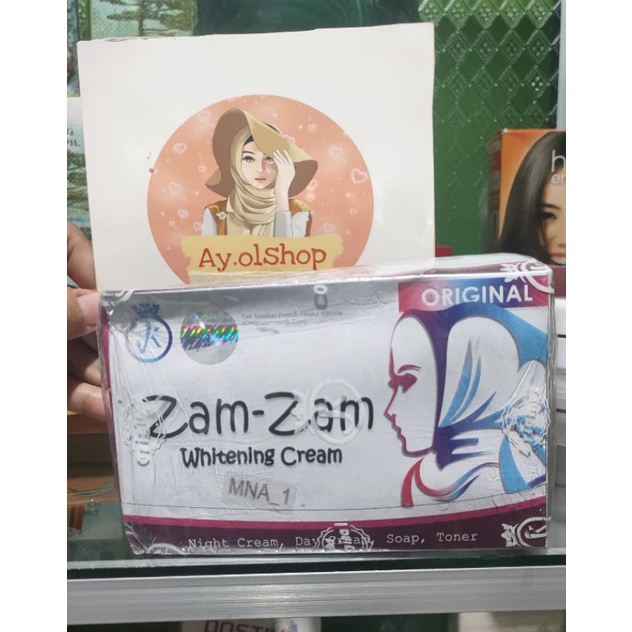 Ay.olshop
ORIGINAL
Zam-Zam
Whitening Cream
MNA_1
Night Cream, Day Cream, Soap, Toner